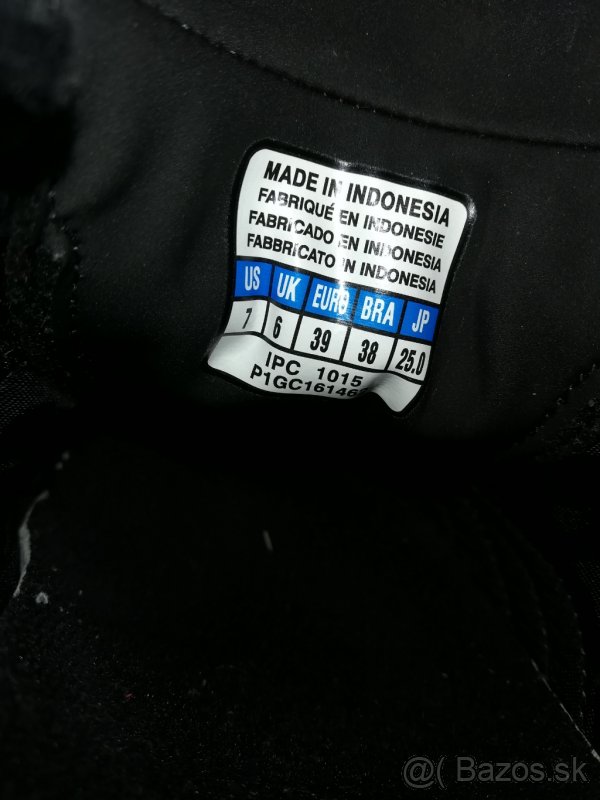 MADE IN INDONESIA
FABRIQUÉ EN INDONESIE
FABRICADO EN INDONESIA
FABBRICATO IN INDONESIA
US UK EURO BRA JP
7 6 39 38 25.0
IPC 1015
@( Bazos.sk